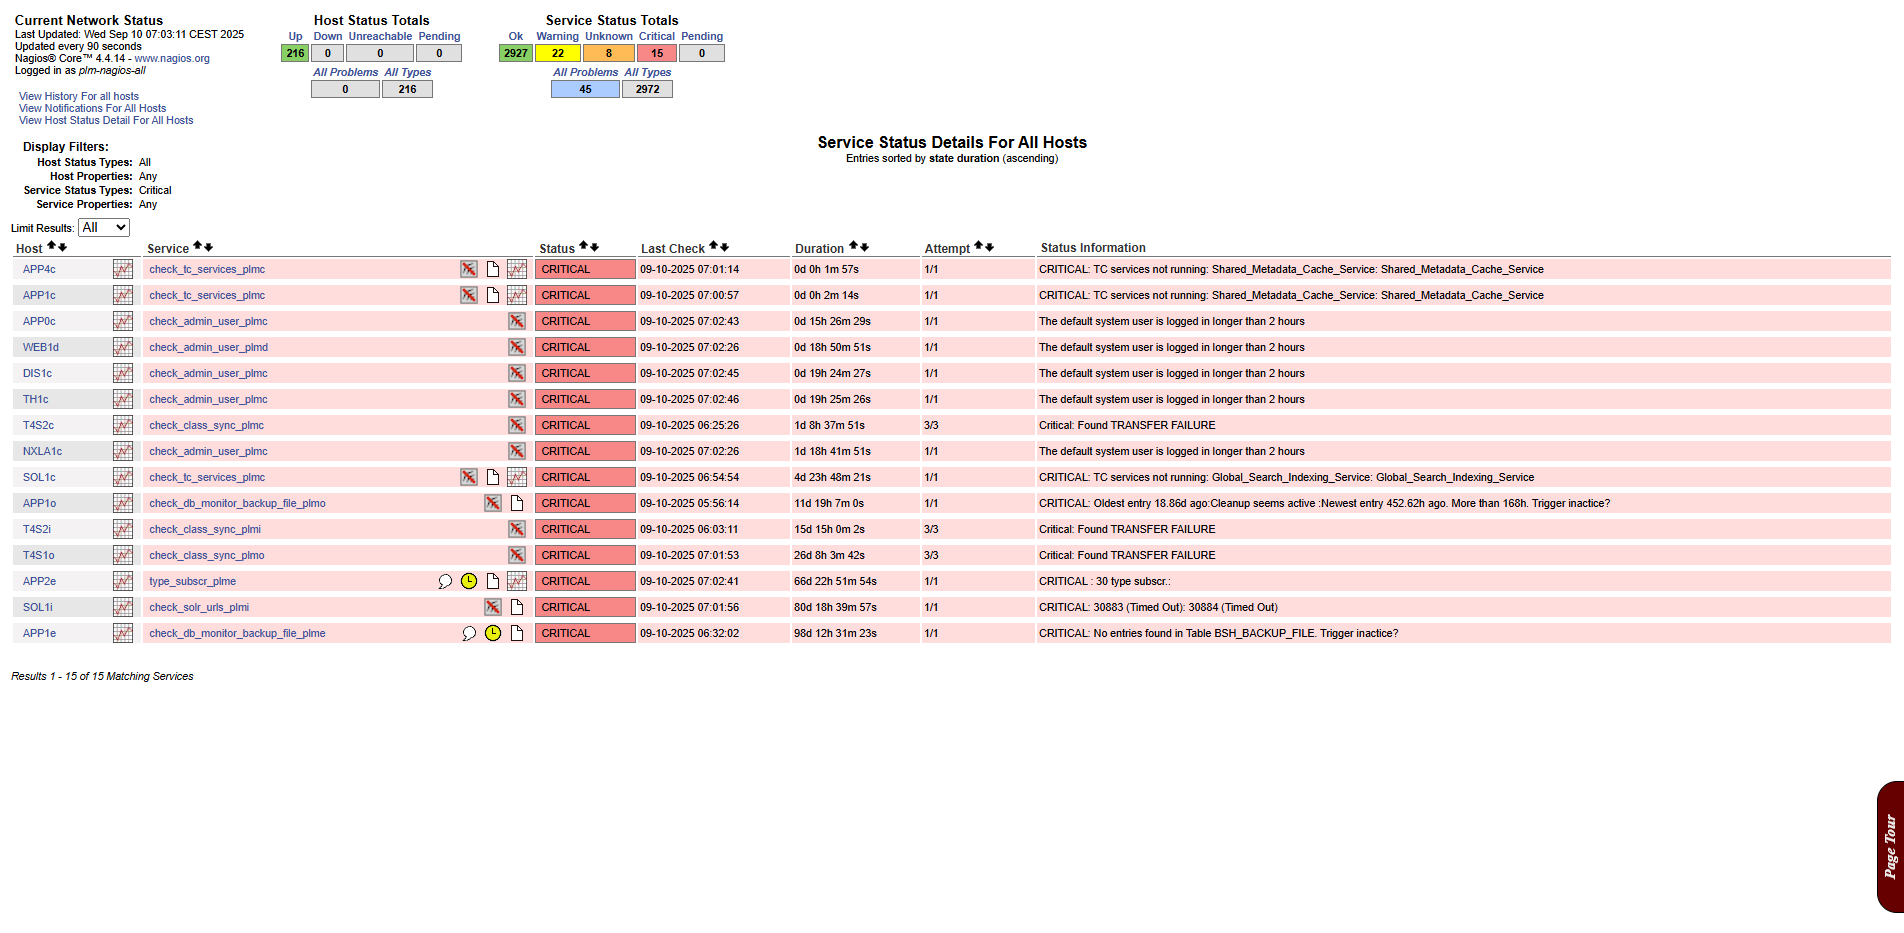 Current Network Status
Last Updated: Wed Sep 10 07:03:11 CEST 2025
Updated every 90 seconds
Nagios® Core™ 4.4.14 - www.nagios.org
Logged in as plm-nagios-all
View History For all hosts
View Notifications For All Hosts
View Host Status Detail For All Hosts
Host Status Totals
Up Down Unreachable Pending
216 0 0 0
All Problems All Types
0 216
Service Status Totals
Ok Warning Unknown Critical Pending
2927 22 8 15 0
All Problems All Types
45 2972
Display Filters:
Host Status Types: All
Host Properties: Any
Service Status Types: Critical
Service Properties: Any
Service Status Details For All Hosts
Entries sorted by state duration (ascending)
Limit Results: All
Host Service Status Last Check Duration Attempt Status Information
APP4c check_tc_services_plmc CRITICAL 09-10-2025 07:01:14 0d 0h 1m 57s 1/1 CRITICAL: TC services not running: Shared_Metadata_Cache_Service: Shared_Metadata_Cache_Service
APP1c check_tc_services_plmc CRITICAL 09-10-2025 07:00:57 0d 0h 2m 14s 1/1 CRITICAL: TC services not running: Shared_Metadata_Cache_Service: Shared_Metadata_Cache_Service
APP0c check_admin_user_plmc CRITICAL 09-10-2025 07:02:43 0d 15h 26m 29s 1/1 The default system user is logged in longer than 2 hours
WEB1d check_admin_user_plmd CRITICAL 09-10-2025 07:02:26 0d 18h 50m 51s 1/1 The default system user is logged in longer than 2 hours
DIS1c check_admin_user_plmc CRITICAL 09-10-2025 07:02:45 0d 19h 24m 27s 1/1 The default system user is logged in longer than 2 hours
TH1c check_admin_user_plmc CRITICAL 09-10-2025 07:02:46 0d 19h 25m 26s 1/1 The default system user is logged in longer than 2 hours
T4S2c check_class_sync_plmc CRITICAL 09-10-2025 06:25:26 1d 8h 37m 51s 3/3 Critical: Found TRANSFER FAILURE
NXLA1c check_admin_user_plmc CRITICAL 09-10-2025 07:02:26 1d 18h 41m 51s 1/1 The default system user is logged in longer than 2 hours
SOL1c check_tc_services_plmc CRITICAL 09-10-2025 06:54:54 4d 23h 48m 21s 1/1 CRITICAL: TC services not running: Global_Search_Indexing_Service: Global_Search_Indexing_Service
APP1o check_db_monitor_backup_file_plmo CRITICAL 09-10-2025 05:56:14 11d 19h 7m 0s 1/1 CRITICAL: Oldest entry 18.86d ago:Cleanup seems active :Newest entry 452.62h ago. More than 168h. Trigger inactice?
T4S2i check_class_sync_plmi CRITICAL 09-10-2025 06:03:11 15d 15h 0m 2s 3/3 Critical: Found TRANSFER FAILURE
T4S1o check_class_sync_plmo CRITICAL 09-10-2025 07:01:53 26d 8h 3m 42s 3/3 Critical: Found TRANSFER FAILURE
APP2e type_subscr_plme CRITICAL 09-10-2025 07:02:41 66d 22h 51m 54s 1/1 CRITICAL : 30 type subscr.:
SOL1i check_solr_urls_plmi CRITICAL 09-10-2025 07:01:56 80d 18h 39m 57s 1/1 CRITICAL: 30883 (Timed Out): 30884 (Timed Out)
APP1e check_db_monitor_backup_file_plme CRITICAL 09-10-2025 06:32:02 98d 12h 31m 23s 1/1 CRITICAL: No entries found in Table BSH_BACKUP_FILE. Trigger inactice?
Results 1 - 15 of 15 Matching Services
Page Tour